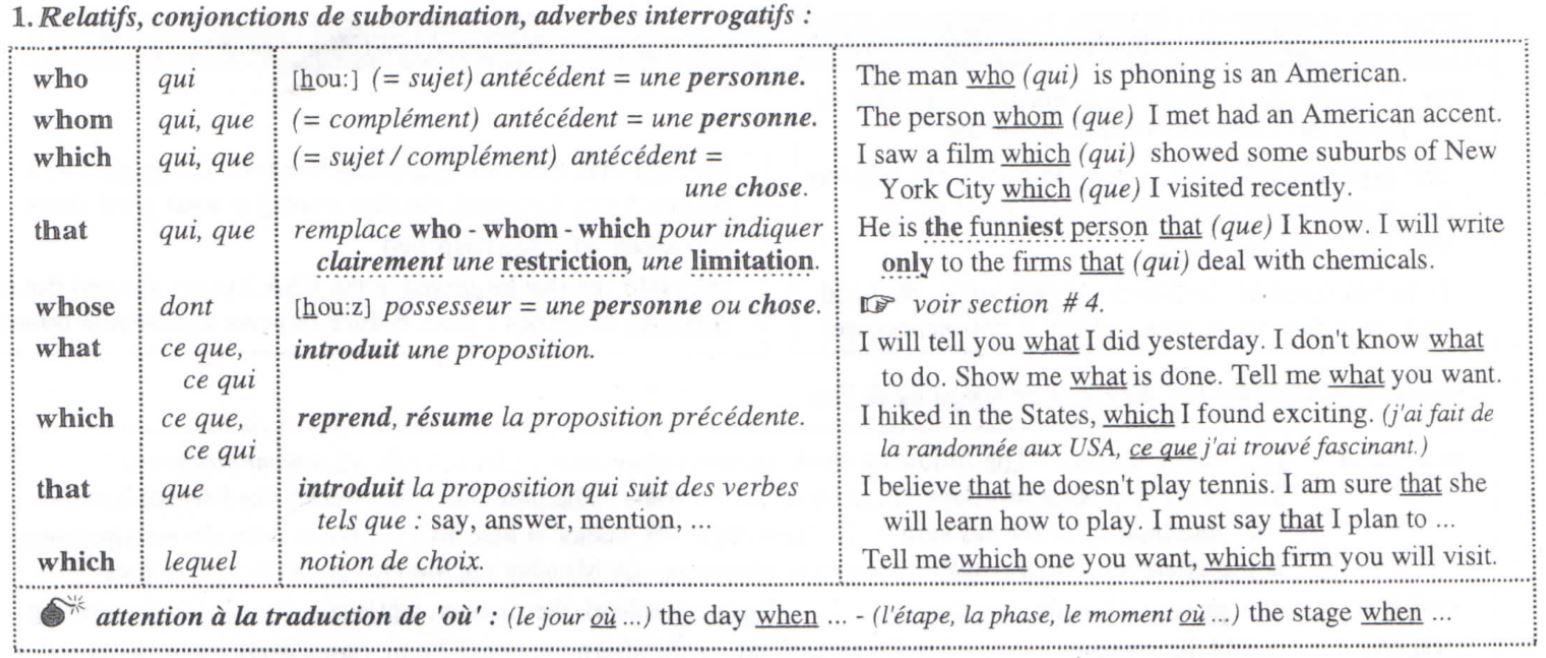 1. Relatifs, conjonctions de subordination, adverbes interrogatifs :
who qui [hou:] (= sujet) antécédent = une personne. The man who (qui) is phoning is an American.
whom qui, que (= complément) antécédent = une personne. The person whom (que) I met had an American accent.
which qui, que (= sujet / complément) antécédent = I saw a film which (qui) showed some suburbs of New
une chose. York City which (que) I visited recently.
that qui, que remplace who - whom - which pour indiquer He is the funniest person that (que) I know. I will write
clairement une restriction, une limitation. only to the firms that (qui) deal with chemicals.
whose dont [hou:z] possesseur = une personne ou chose. ☞ voir section # 4.
what ce que, introduit une proposition. I will tell you what I did yesterday. I don't know what
ce qui to do. Show me what is done. Tell me what you want.
which ce que, reprend, résume la proposition précédente. I hiked in the States, which I found exciting. (j'ai fait de
ce qui la randonnée aux USA, ce que j'ai trouvé fascinant.)
that que introduit la proposition qui suit des verbes I believe that he doesn't play tennis. I am sure that she
tels que : say, answer, mention, ... will learn how to play. I must say that I plan to ...
which lequel notion de choix. Tell me which one you want, which firm you will visit.
attention à la traduction de 'où' : (le jour où ...) the day when ... - (l'étape, la phase, le moment où ...) the stage when ...